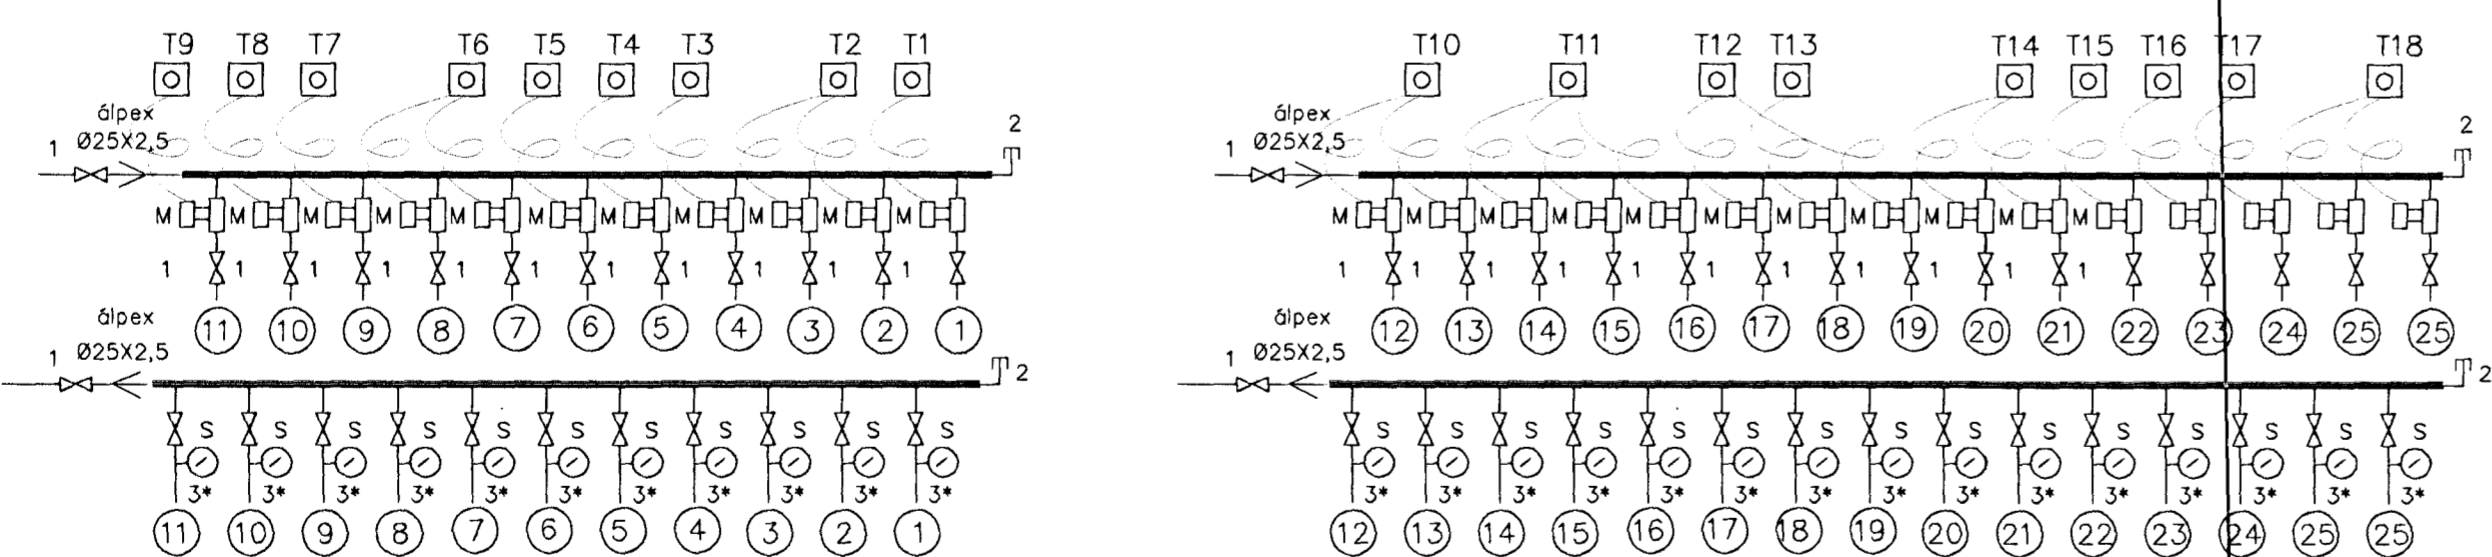 T9 T8 T7 T6 T5 T4 T3 T2 T1
álpex
1 Ø25X2,5 2
M M M M M M M M M M M
1 1 1 1 1 1 1 1 1 1 1
11 10 9 8 7 6 5 4 3 2 1
álpex
1 Ø25X2,5 2
S S S S S S S S S S S
3* 3* 3* 3* 3* 3* 3* 3* 3* 3* 3*
11 10 9 8 7 6 5 4 3 2 1
T10 T11 T12 T13 T14 T15 T16 T17 T18
álpex
1 Ø25X2,5 2
M M M M M M M M M M M
1 1 1 1 1 1 1 1 1 1 1
12 13 14 15 16 17 18 19 20 21 22 23 24 25 25
álpex
1 Ø25X2,5 2
S S S S S S S S S S S S S S S
3* 3* 3* 3* 3* 3* 3* 3* 3* 3* 3* 3* 3* 3* 3*
12 13 14 15 16 17 18 19 20 21 22 23 24 25 25